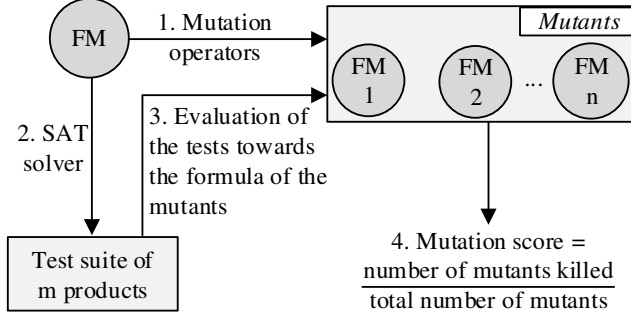 FM
1. Mutation
operators
Mutants
FM
1
FM
2
...
FM
n
2. SAT
solver
3. Evaluation of
the tests towards
the formula of the
mutants
Test suite of
m products
4. Mutation score =
number of mutants killed
total number of mutants